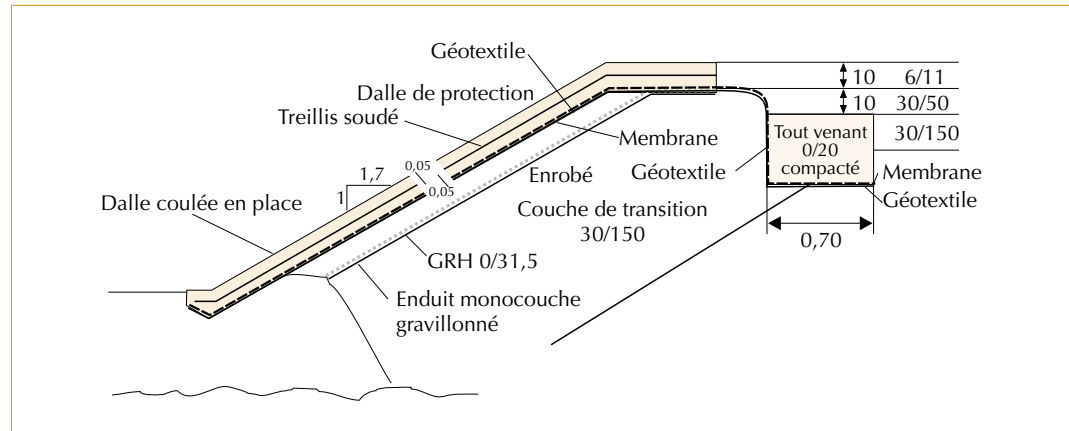 Géotextile
Dalle de protection
Treillis soudé
10 6/11
10 30/50
30/150
Tout venant
0/20
compacté
Membrane
Géotextile
Membrane
Géotextile
0,70
Enrobé
Couche de transition
30/150
0,05
0,05
1,7
1
Dalle coulée en place
GRH 0/31,5
Enduit monocouche
gravillonné